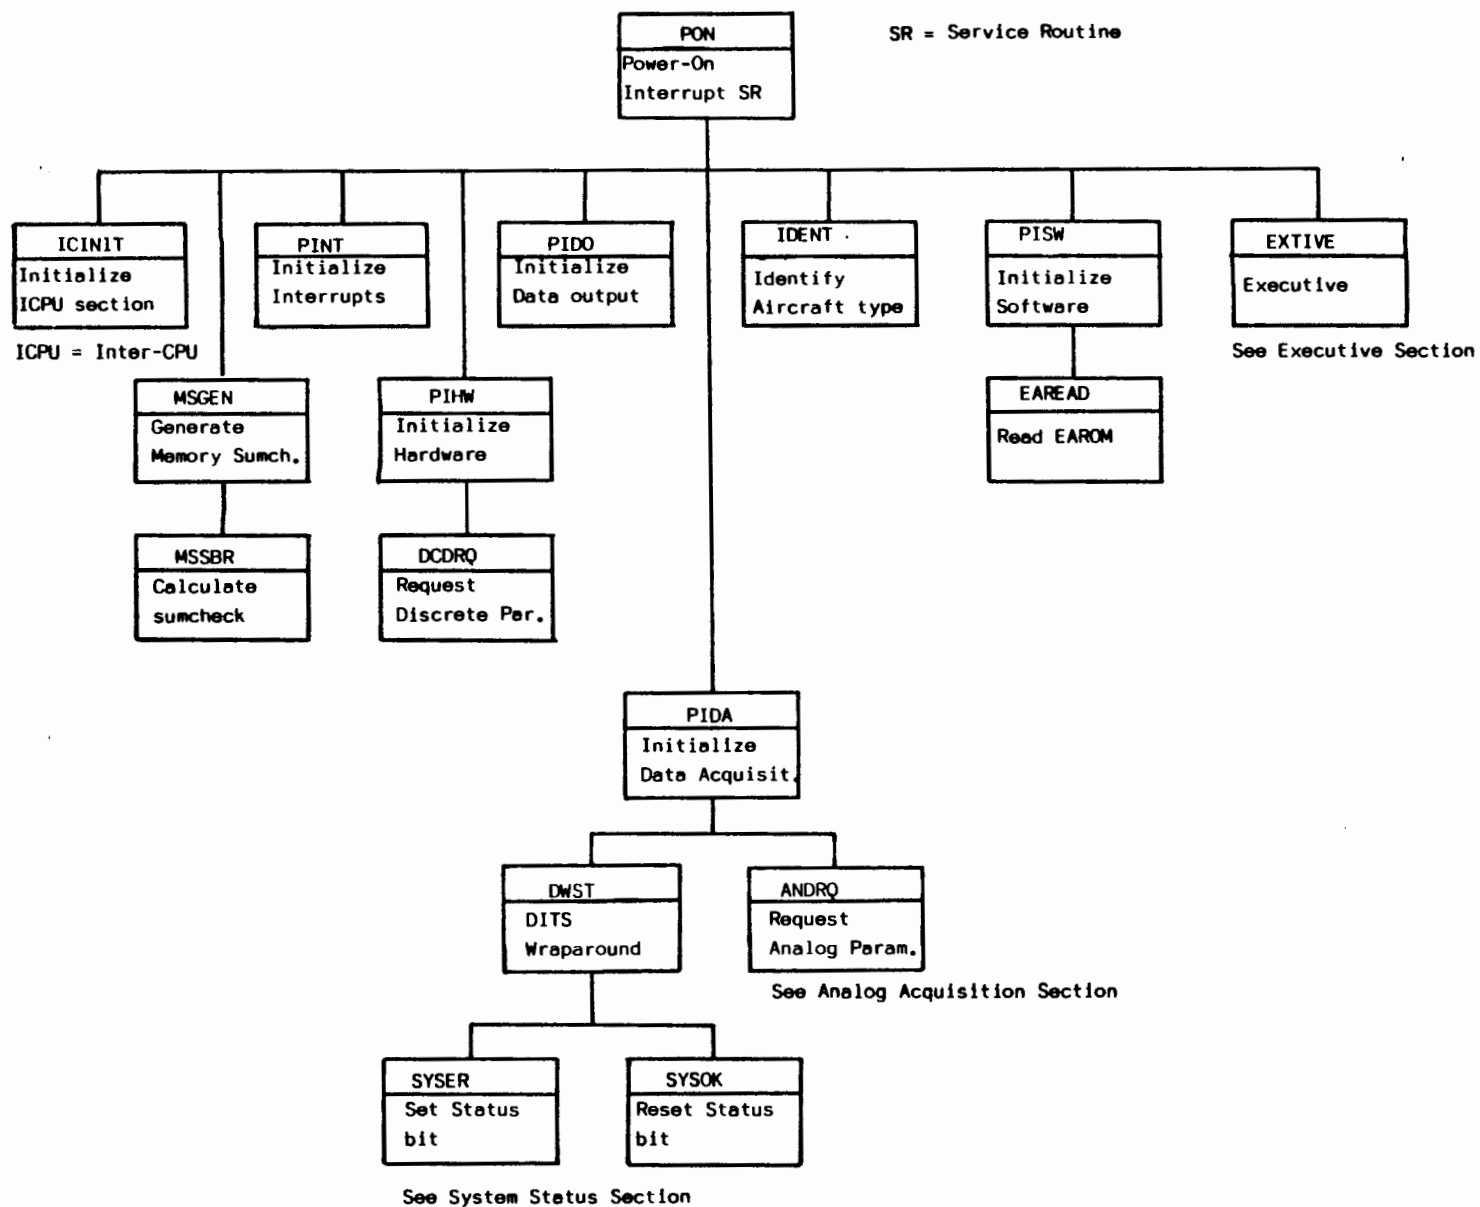 PON
SR = Service Routine
Power-On
Interrupt SR
ICINIT
Initialize
ICPU section
ICPU = Inter-CPU
PINT
Initialize
Interrupts
PIDO
Initialize
Data output
IDENT
Identify
Aircraft type
PISW
Initialize
Software
EXTIVE
Executive
See Executive Section
MSGEN
Generate
Memory Sumch.
PIHW
Initialize
Hardware
EAREAD
Read EAROM
MSSBR
Calculate
sumcheck
DCDRQ
Request
Discrete Par.
PIDA
Initialize
Data Acquisit.
DWST
DITS
Wraparound
ANDRQ
Request
Analog Param.
See Analog Acquisition Section
SYSER
Set Status
bit
SYSOK
Reset Status
bit
See System Status Section